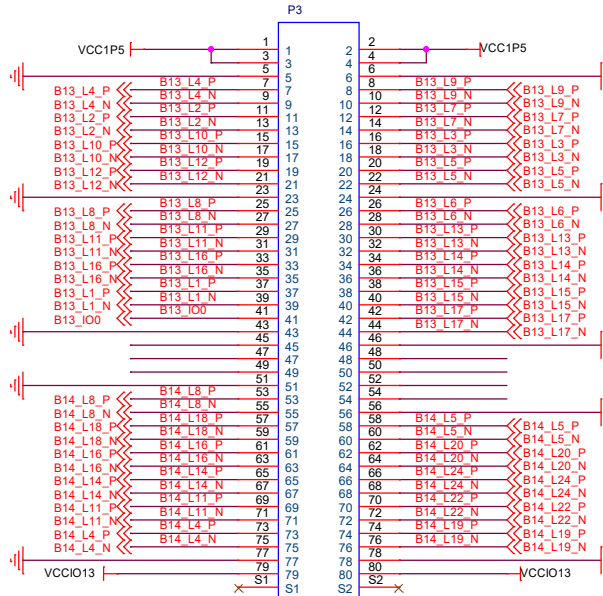 P3
VCC1P5 1 1 2 2 VCC1P5
3 3 4 4
5 5 6 6
B13_L4_P B13_L4_P 7 7 8 8 B13_L9_P B13_L9_P
B13_L4_N B13_L4_N 9 9 10 10 B13_L9_N B13_L9_N
B13_L2_P B13_L2_P 11 11 12 12 B13_L7_P B13_L7_P
B13_L2_N B13_L2_N 13 13 14 14 B13_L7_N B13_L7_N
B13_L10_P B13_L10_P 15 15 16 16 B13_L3_P B13_L3_P
B13_L10_N B13_L10_N 17 17 18 18 B13_L3_N B13_L3_N
B13_L12_P B13_L12_P 19 19 20 20 B13_L5_P B13_L5_P
B13_L12_N B13_L12_N 21 21 22 22 B13_L5_N B13_L5_N
23 23 24 24
B13_L8_P B13_L8_P 25 25 26 26 B13_L6_P B13_L6_P
B13_L8_N B13_L8_N 27 27 28 28 B13_L6_N B13_L6_N
B13_L11_P B13_L11_P 29 29 30 30 B13_L13_P B13_L13_P
B13_L11_N B13_L11_N 31 31 32 32 B13_L13_N B13_L13_N
B13_L16_P B13_L16_P 33 33 34 34 B13_L14_P B13_L14_P
B13_L16_N B13_L16_N 35 35 36 36 B13_L14_N B13_L14_N
B13_L1_P B13_L1_P 37 37 38 38 B13_L15_P B13_L15_P
B13_L1_N B13_L1_N 39 39 40 40 B13_L15_N B13_L15_N
B13_IO0 B13_IO0 41 41 42 42 B13_L17_P B13_L17_P
43 43 44 44 B13_L17_N B13_L17_N
45 45 46 46
47 47 48 48
49 49 50 50
51 51 52 52
B14_L8_P B14_L8_P 53 53 54 54
B14_L8_N B14_L8_N 55 55 56 56
B14_L18_P B14_L18_P 57 57 58 58 B14_L5_P B14_L5_P
B14_L18_N B14_L18_N 59 59 60 60 B14_L5_N B14_L5_N
B14_L16_P B14_L16_P 61 61 62 62 B14_L20_P B14_L20_P
B14_L16_N B14_L16_N 63 63 64 64 B14_L20_N B14_L20_N
B14_L14_P B14_L14_P 65 65 66 66 B14_L24_P B14_L24_P
B14_L14_N B14_L14_N 67 67 68 68 B14_L24_N B14_L24_N
B14_L11_P B14_L11_P 69 69 70 70 B14_L22_P B14_L22_P
B14_L11_N B14_L11_N 71 71 72 72 B14_L22_N B14_L22_N
B14_L4_P B14_L4_P 73 73 74 74 B14_L19_P B14_L19_P
B14_L4_N B14_L4_N 75 75 76 76 B14_L19_N B14_L19_N
77 77 78 78
VCCIO13 79 79 80 80 VCCIO13
S1 S1 S2 S2